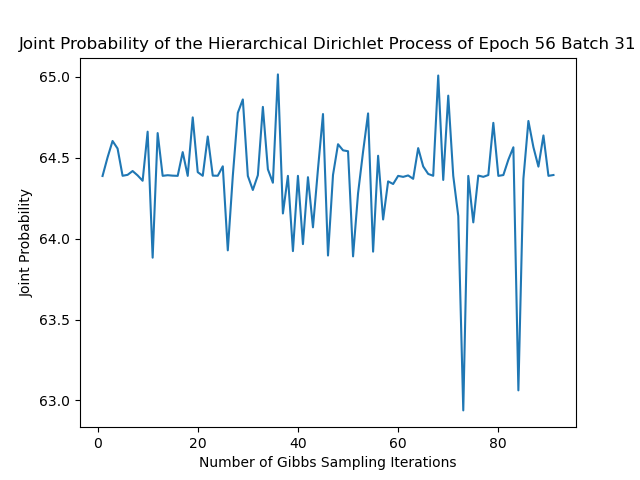 Joint Probability of the Hierarchical Dirichlet Process of Epoch 56 Batch 31
65.0
64.5
64.0
63.5
63.0
Joint Probability
0 20 40 60 80
Number of Gibbs Sampling Iterations